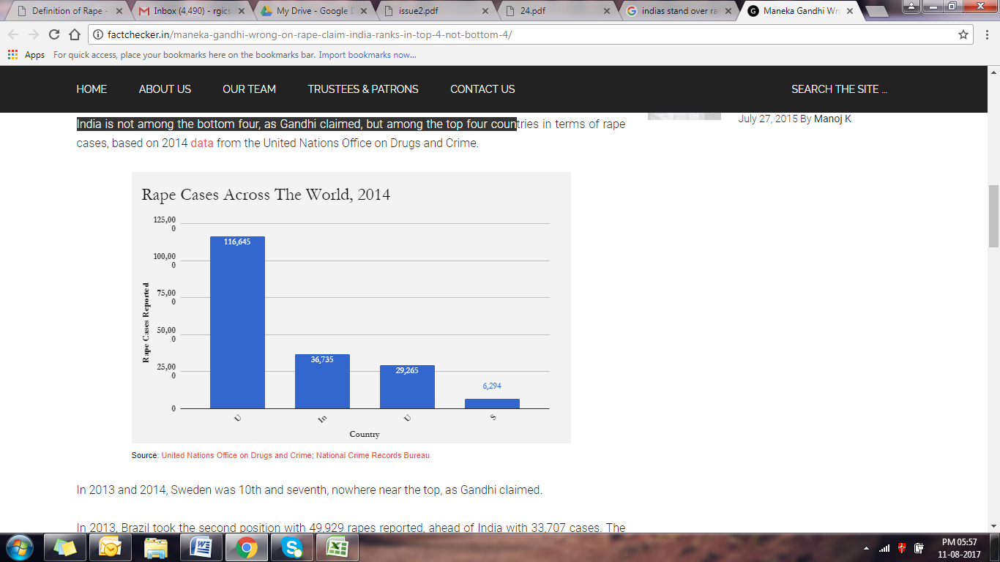 Definition of Rape -
Inbox (4,490) - rgics
My Drive - Google D
issue2.pdf
24.pdf
indias stand over ra
Maneka Gandhi Wro
factchecker.in/maneka-gandhi-wrong-on-rape-claim-india-ranks-in-top-4-not-bottom-4/
Apps For quick access, place your bookmarks here on the bookmarks bar. Import bookmarks now...
HOME ABOUT US OUR TEAM TRUSTEES & PATRONS CONTACT US SEARCH THE SITE ...
July 27, 2015 By Manoj K
India is not among the bottom four, as Gandhi claimed, but among the top four countries in terms of rape
cases, based on 2014 data from the United Nations Office on Drugs and Crime.
Rape Cases Across The World, 2014
Rape Cases Reported
125,00
0
100,00
0
75,00
0
50,00
0
25,00
0
0
116,645
36,735
29,265
6,294
U In U S
Country
Source: United Nations Office on Drugs and Crime; National Crime Records Bureau
In 2013 and 2014, Sweden was 10th and seventh, nowhere near the top, as Gandhi claimed.
In 2013, Brazil took the second position with 49,929 rapes reported, ahead of India with 33,707 cases. The
PM 05:57
11-08-2017